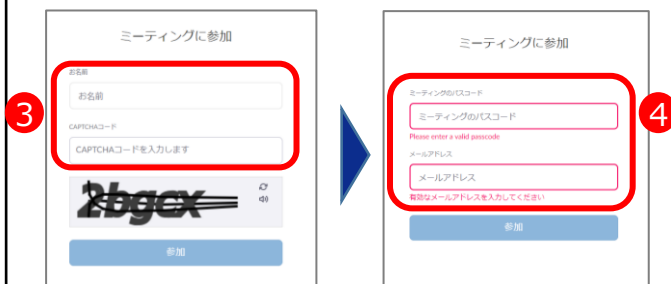 ミーティングに参加
3
お名前
お名前
CAPTCHAコード
CAPTCHAコードを入力します
2bgcx
参加
ミーティングに参加
4
ミーティングのパスコード
ミーティングのパスコード
Please enter a valid passcode
メールアドレス
メールアドレス
有効なメールアドレスを入力してください
参加